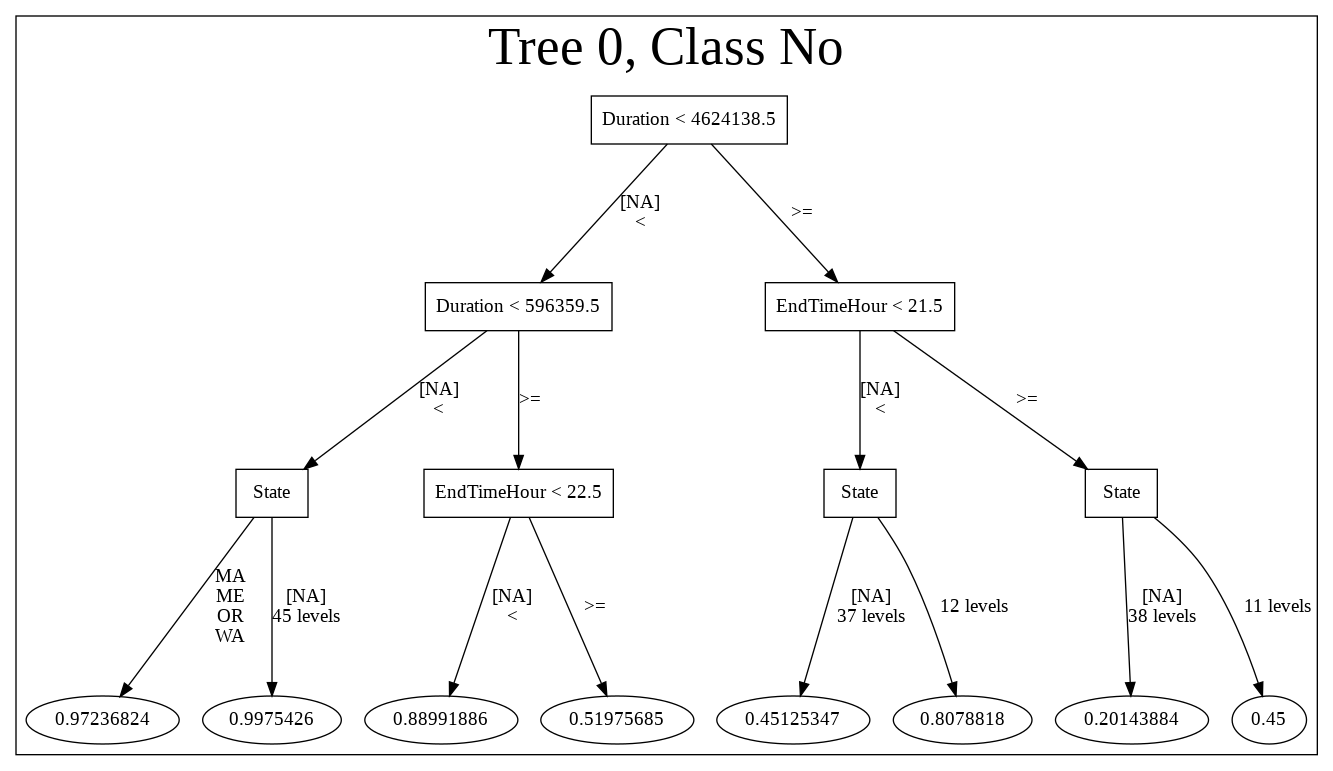 Tree 0, Class No
Duration < 4624138.5
[NA]
<
>=
Duration < 596359.5
EndTimeHour < 21.5
[NA]
<
>=
[NA]
<
>=
State
EndTimeHour < 22.5
State
State
MA
ME
OR
WA
[NA]
45 levels
[NA]
<
>=
[NA]
37 levels
12 levels
[NA]
38 levels
11 levels
0.97236824
0.9975426
0.88991886
0.51975685
0.45125347
0.8078818
0.20143884
0.45